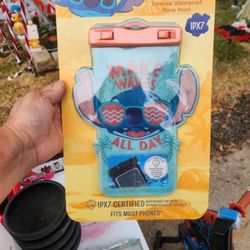 Universal Waterproof
Phone Pouch
IPX7
MAKE
WAVES
ALL DAY
IPX7 CERTIFIED
FITS MOST PHONES